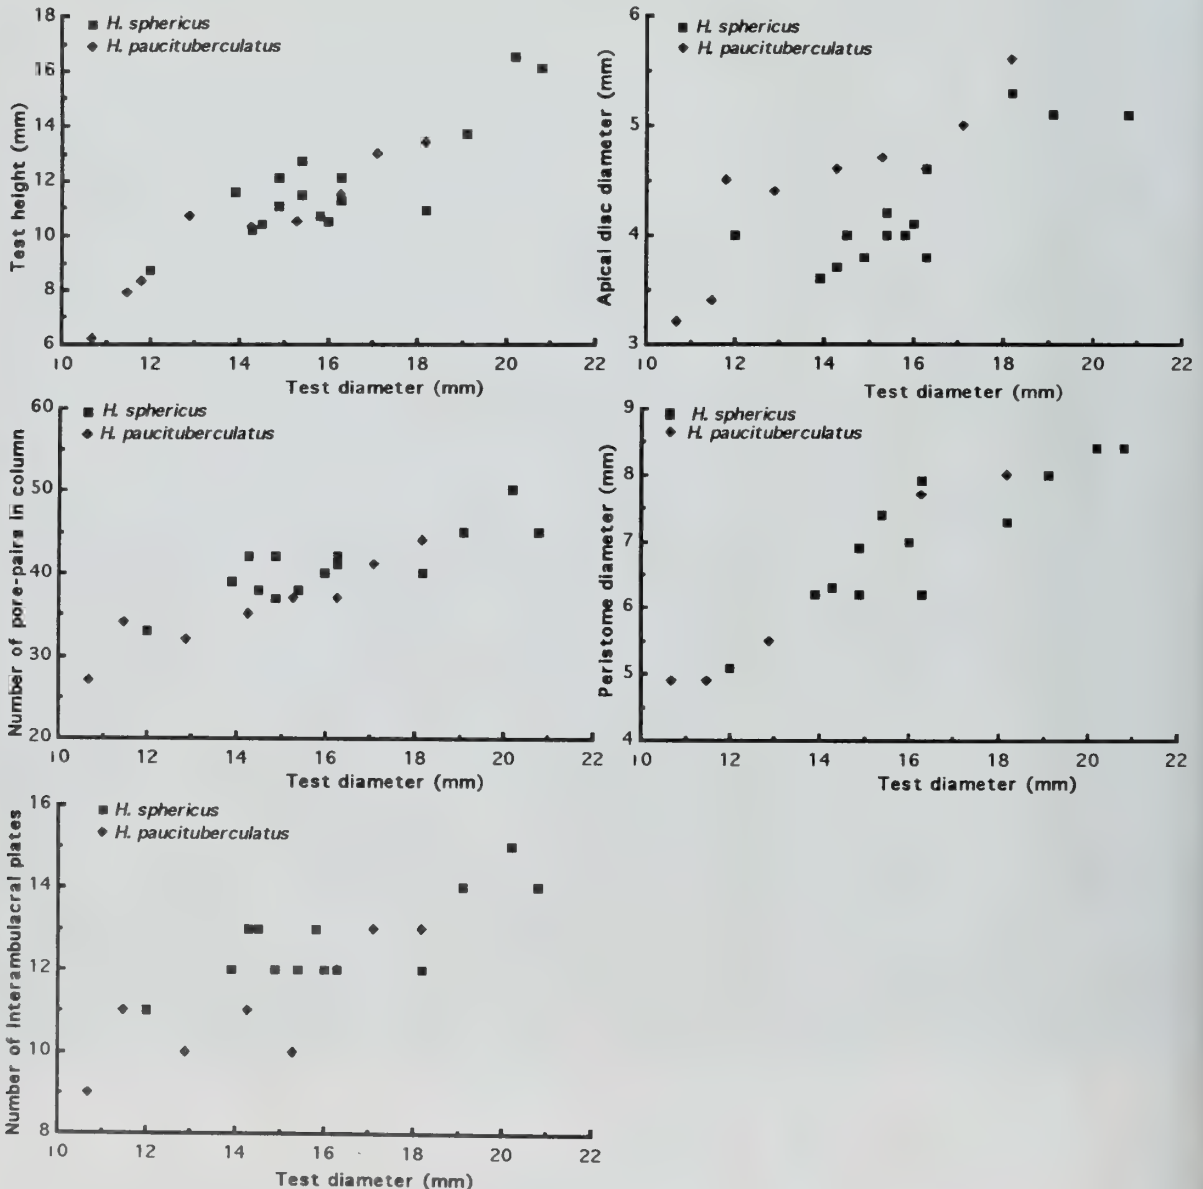 18
16
14
12
10
8
6
Test height (mm)
■ H. sphericus
◆ H. paucituberculatus
10 12 14 16 18 20 22
Test diameter (mm)
6
5
4
3
Apical disc diameter (mm)
■ H. sphericus
◆ H. paucituberculatus
10 12 14 16 18 20 22
Test diameter (mm)
60
50
40
30
20
Number of pore-pairs in column
■ H. sphericus
◆ H. paucituberculatus
10 12 14 16 18 20 22
Test diameter (mm)
9
8
7
6
5
4
Peristome diameter (mm)
■ H. sphericus
◆ H. paucituberculatus
10 12 14 16 18 20 22
Test diameter (mm)
16
14
12
10
8
Number of interambulacral plates
■ H. sphericus
◆ H. paucituberculatus
10 12 14 16 18 20 22
Test diameter (mm)